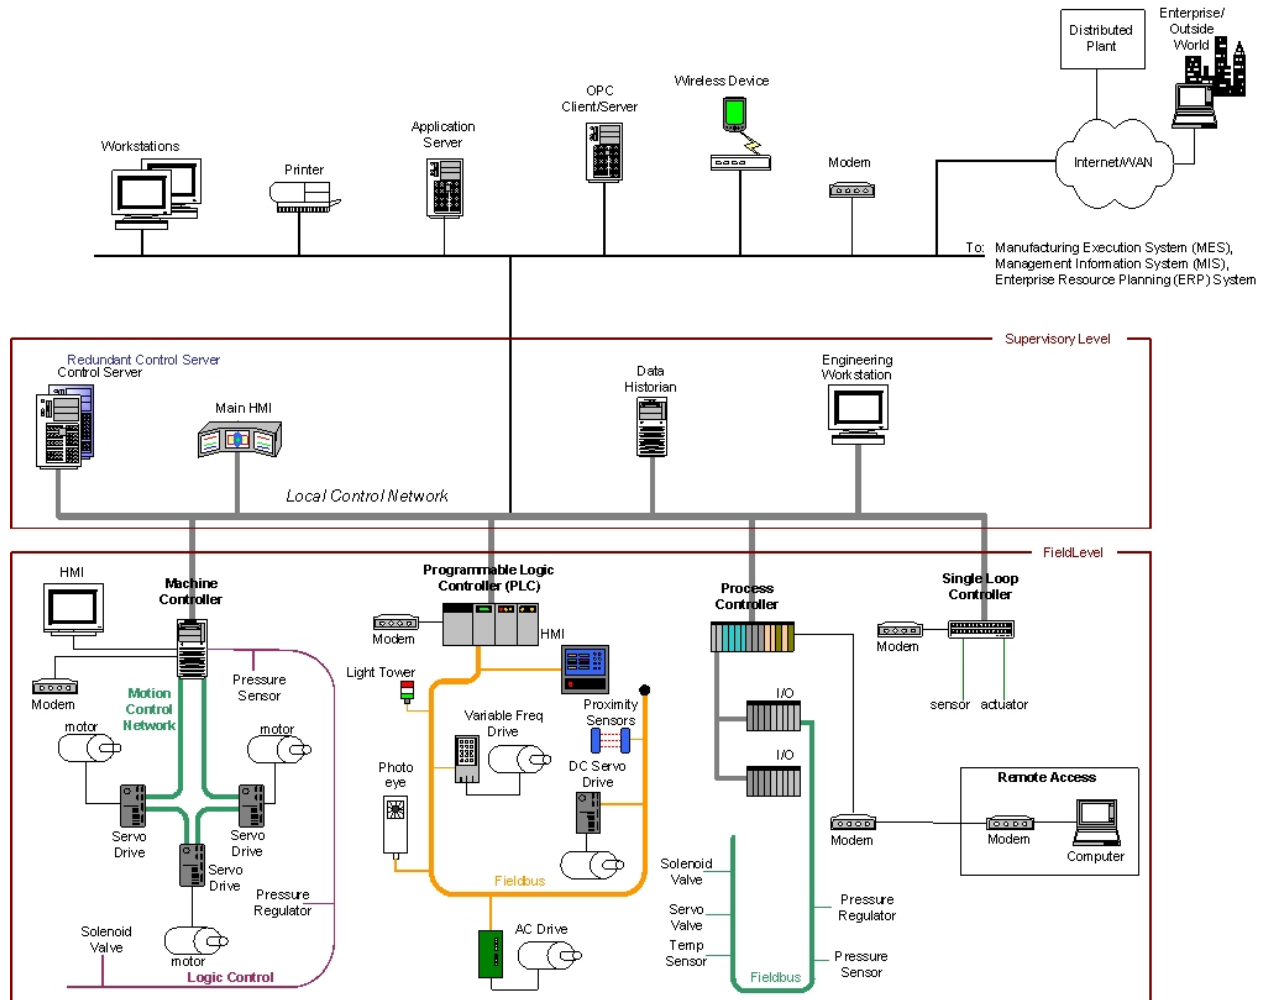 Distributed
Plant
Enterprise/
Outside
World
Wireless Device
OPC
Client/Server
Application
Server
Workstations
Printer
Modem
Internet/WAN
To: Manufacturing Execution System (MES),
Management Information System (MIS),
Enterprise Resource Planning (ERP) System
Supervisory Level
Redundant Control Server
Control Server
Main HMI
Data
Historian
Engineering
Workstation
Local Control Network
FieldLevel
HMI
Machine
Controller
Programmable Logic
Controller (PLC)
Process
Controller
Single Loop
Controller
Modem
HMI
Modem
Modem
Pressure
Sensor
Light Tower
Motion
Control
Network
motor
motor
Variable Freq
Drive
Proximity
Sensors
I/O
sensor
actuator
Photo
eye
DC Servo
Drive
I/O
Remote Access
Servo
Drive
Servo
Drive
Servo
Drive
Modem
Modem
Computer
Pressure
Regulator
Fieldbus
Solenoid
Valve
Servo
Valve
Temp
Sensor
Pressure
Regulator
Pressure
Sensor
Solenoid
Valve
motor
Logic Control
AC Drive
Fieldbus